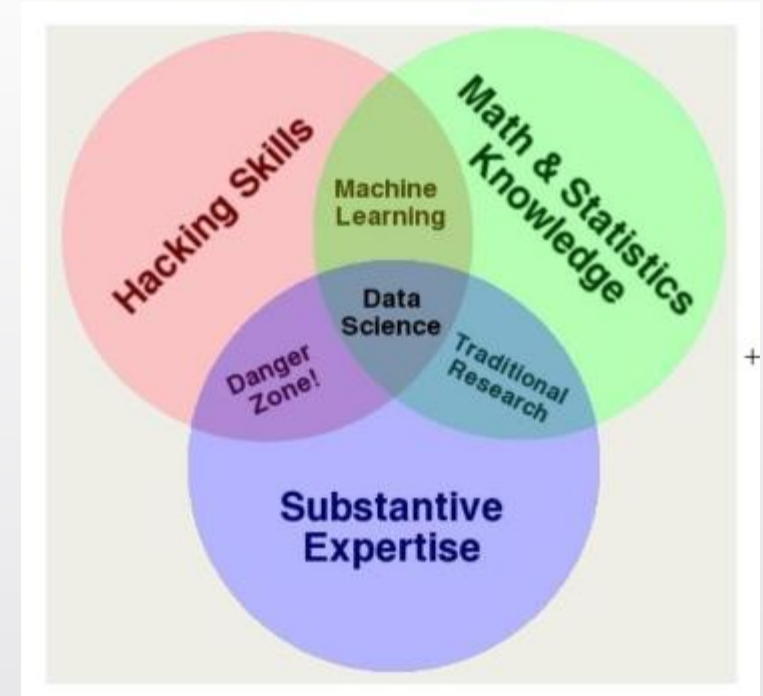 Hacking Skills
Math & Statistics
Knowledge
Machine
Learning
Data
Science
Danger
Zone!
Traditional
Research
Substantive
Expertise